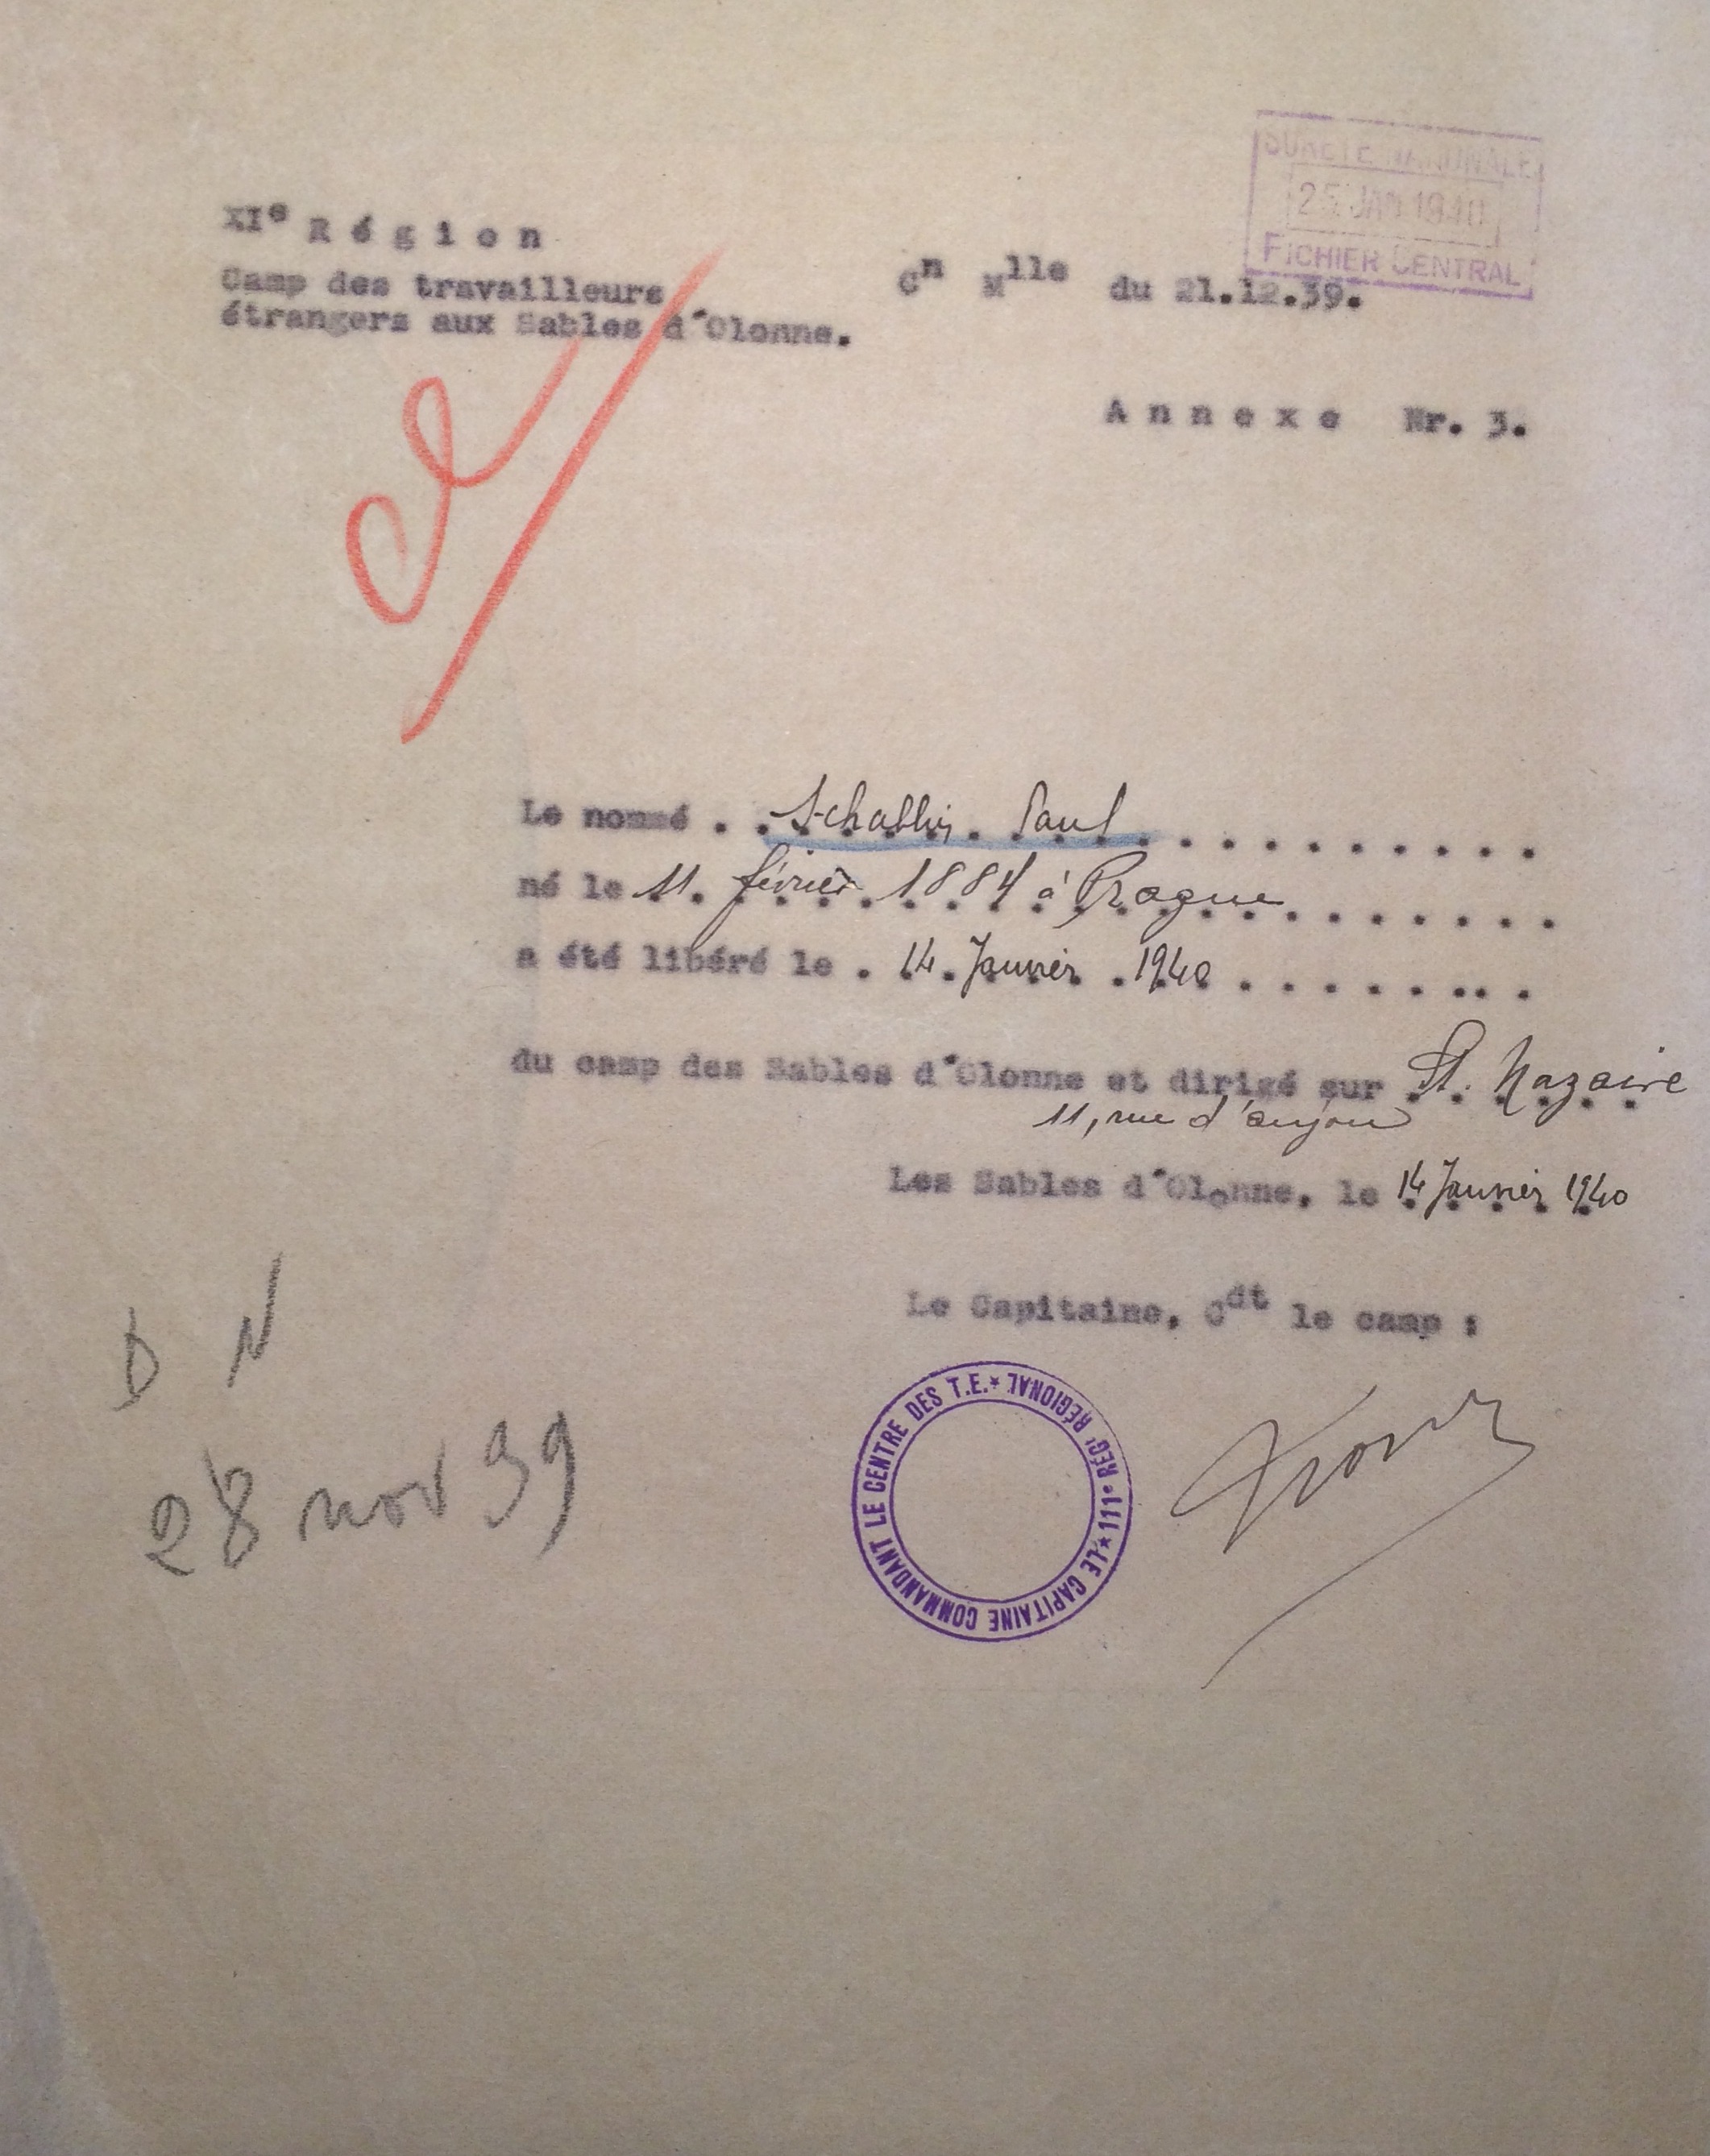 SURETE NATIONALE
25 JAN 1940
FICHIER CENTRAL
XIe Région
Camp des travailleurs
étrangers aux Sables d'Olonne.
Cn Mlle du 21.12.39.
Annexe Nr. 3.
Le nommé . . Paul . . . . . . . . . .
né le 11. février 1884 à Prague . . . . . . . . .
a été libéré le . 14. Janvier . 1940 . . . . . . . .. .
du camp des Sables d'Olonne et dirigé sur St. Nazaire
11, rue d'anjou
Les Sables d'Olonne, le 14 Janvier 1940
Le Capitaine, Cdt le camp :
D N
28 nov 39
LE CAPITAINE COMMANDANT LE CENTRE DES T.E. * 111e RÉGt RÉGIONAL *